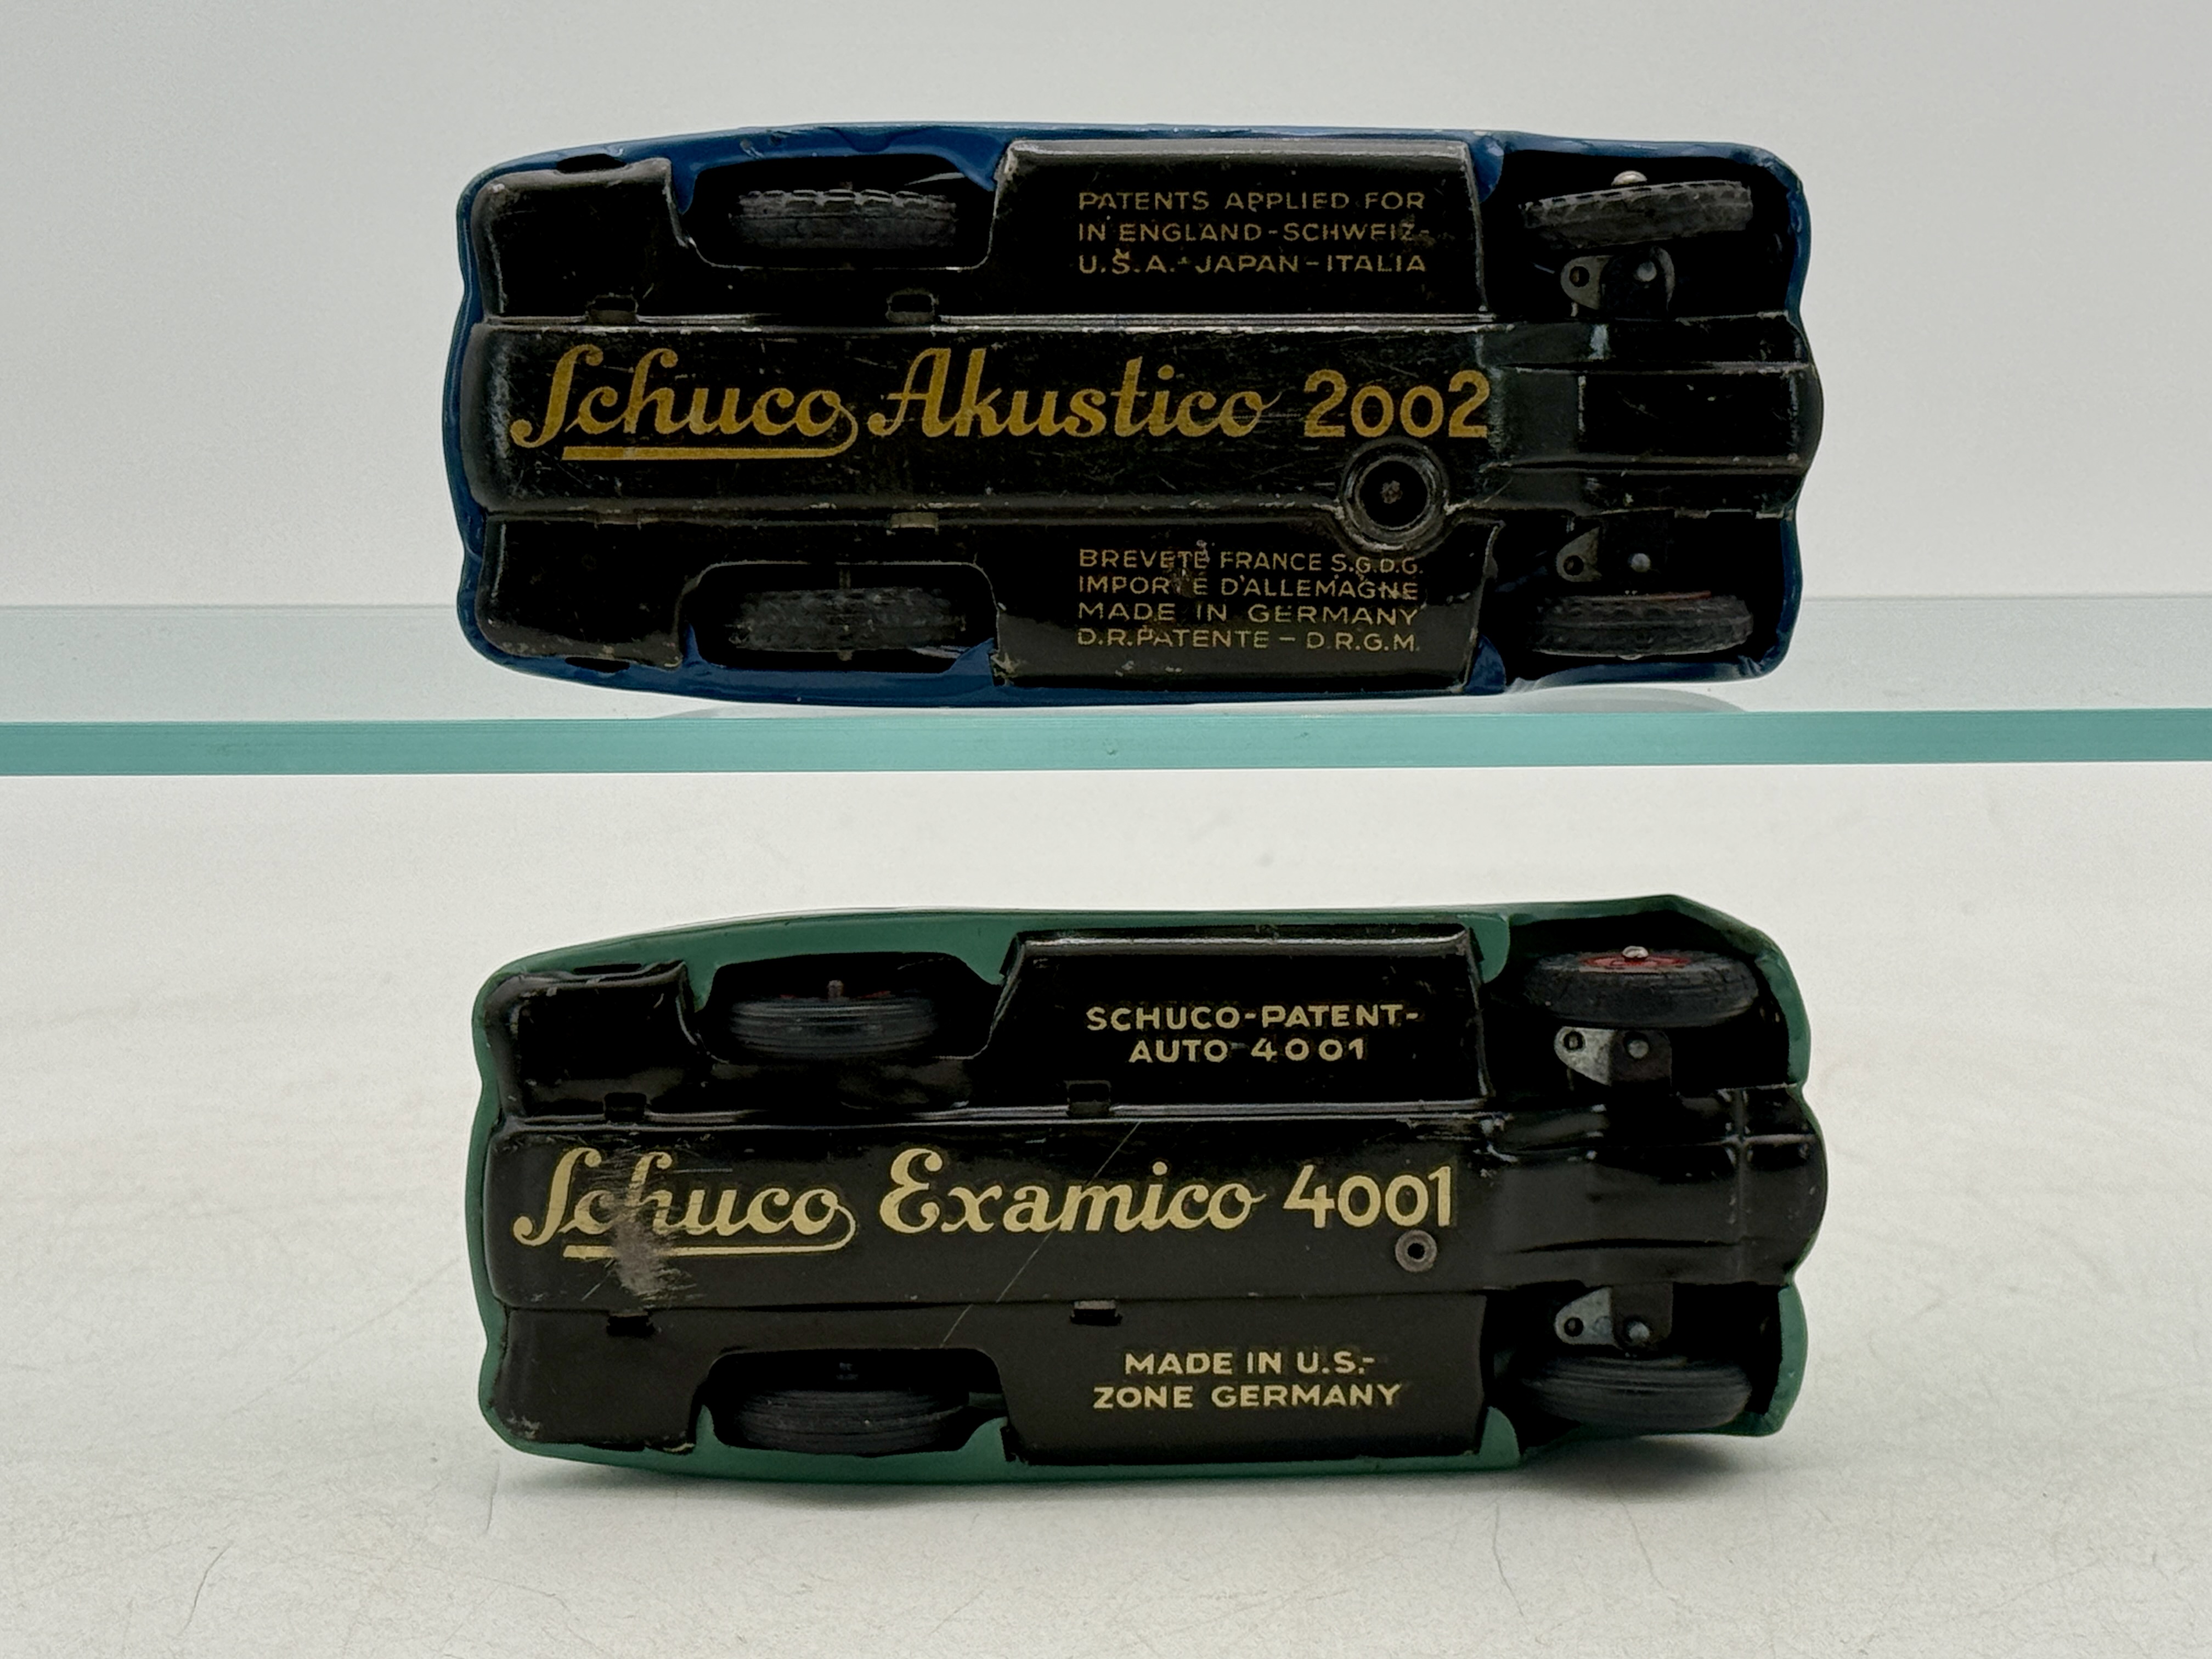 PATENTS APPLIED FOR
IN ENGLAND-SCHWEIZ-
U.S.A.-JAPAN-ITALIA
Schuco Akustico 2002
BREVETÉ FRANCE S.G.D.G.
IMPORTÉ D'ALLEMAGNE
MADE IN GERMANY
D.R.PATENTE - D.R.G.M.
SCHUCO-PATENT-
AUTO 4001
Schuco Examico 4001
MADE IN U.S.-
ZONE GERMANY